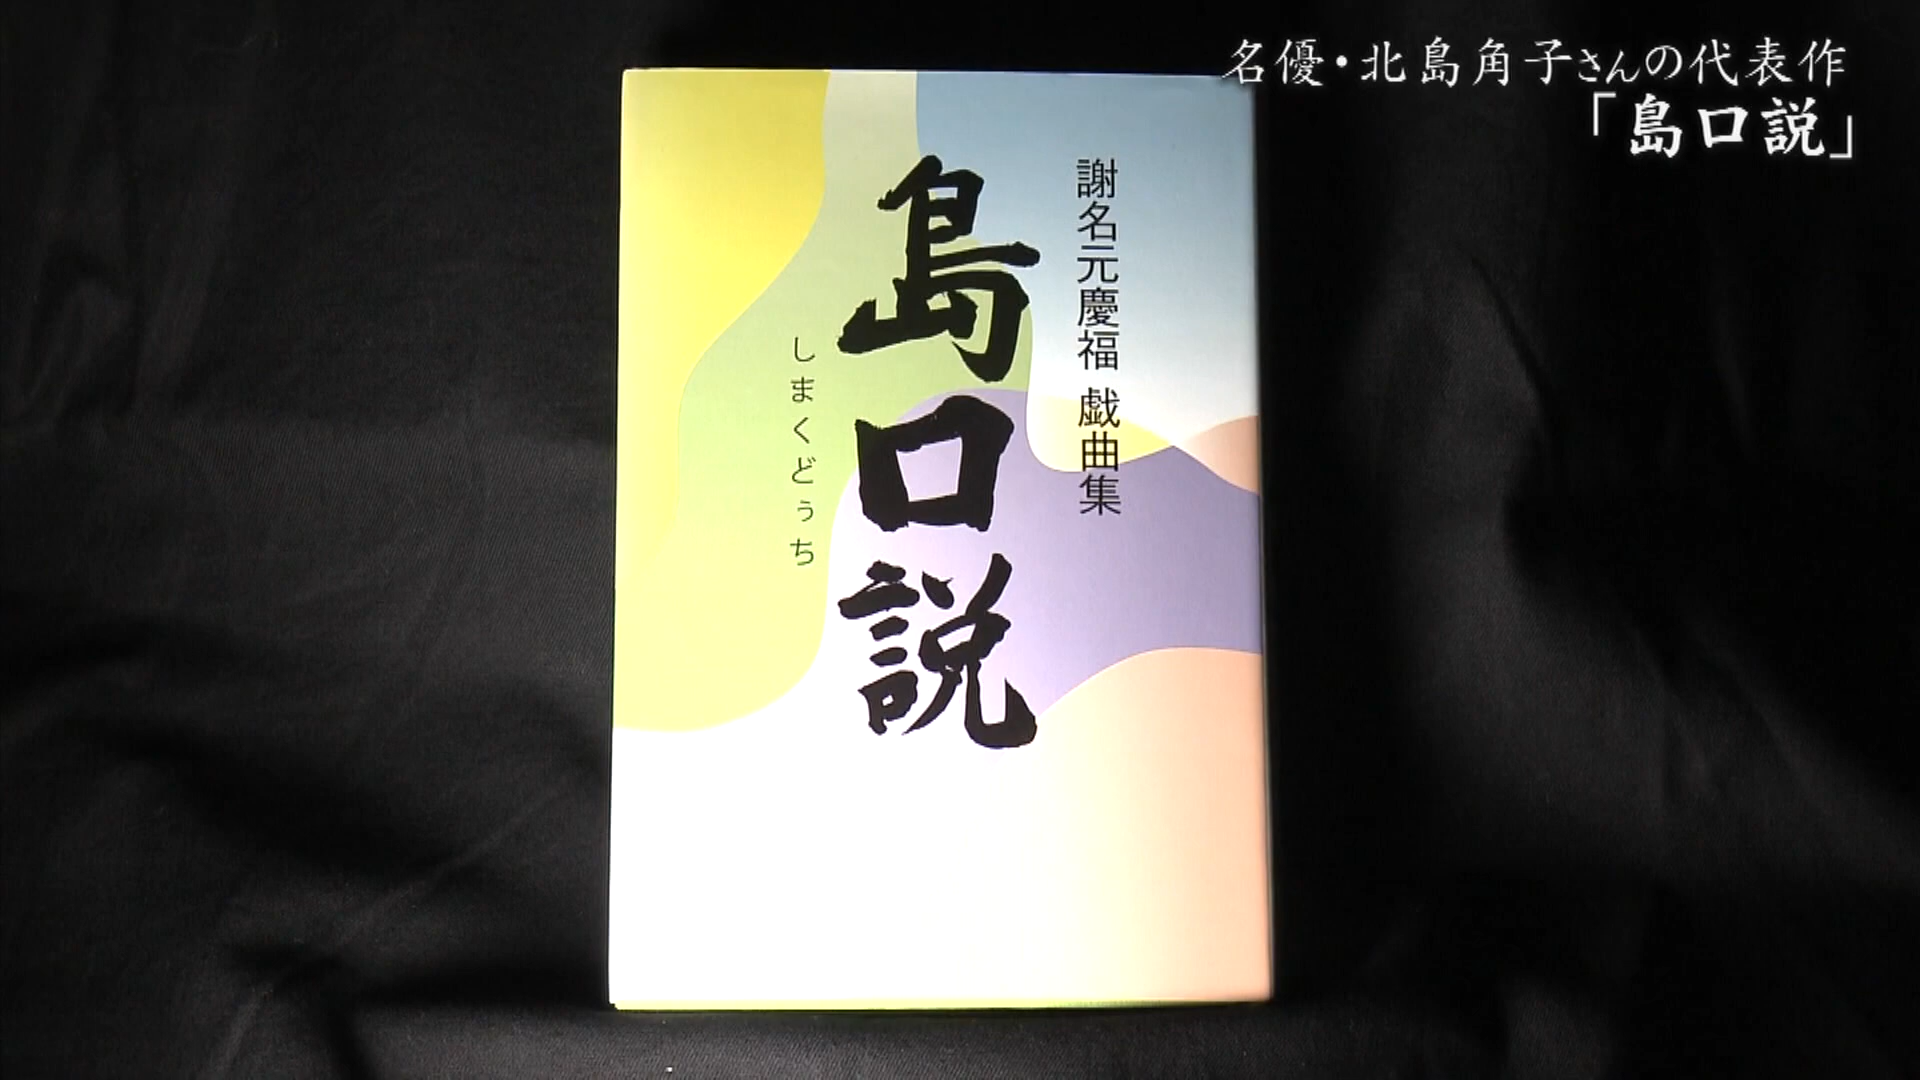 名優・北島角子さんの代表作
「島口説」
謝名元慶福 戯曲集
島口説
しまくどぅち